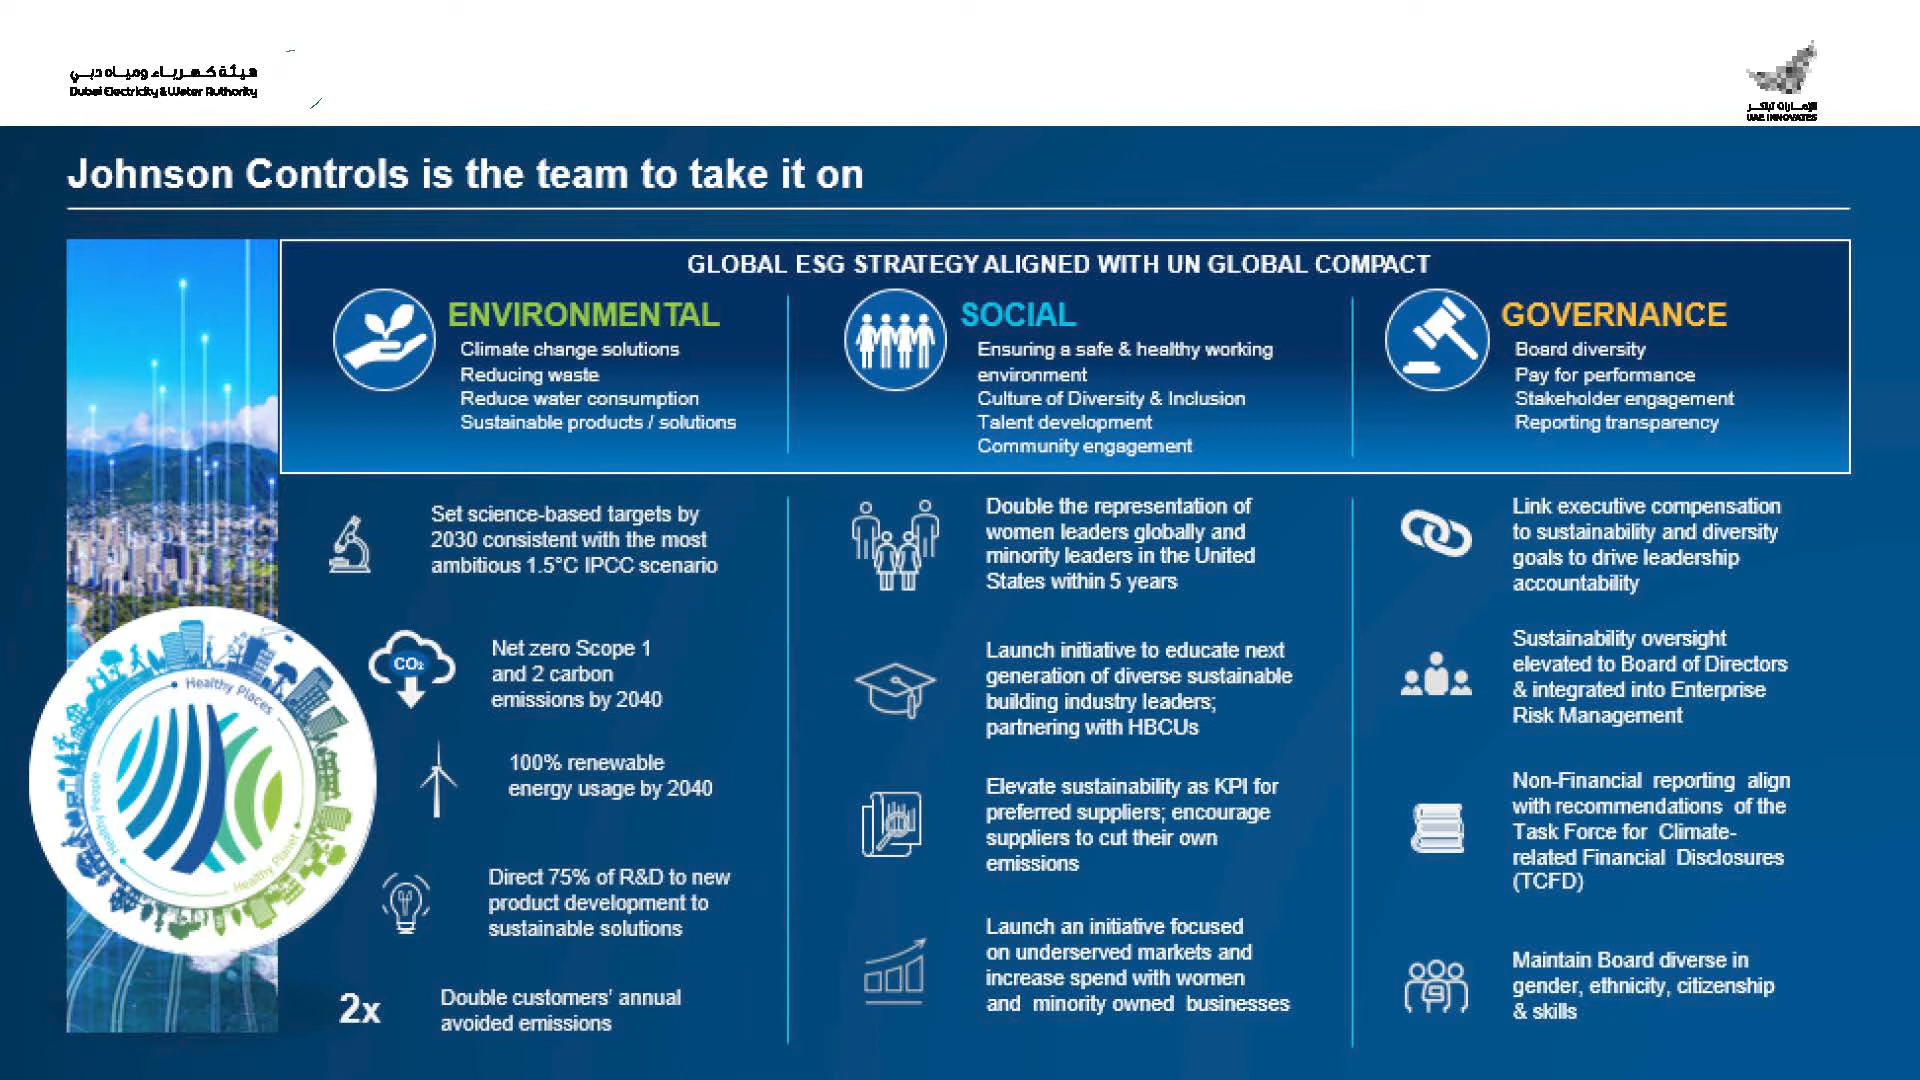 هيئة كهرباء ومياه دبي
Dubai Electricity & Water Authority
الإمارات تبتكر
UAE INNOVATES
Johnson Controls is the team to take it on
GLOBAL ESG STRATEGY ALIGNED WITH UN GLOBAL COMPACT
ENVIRONMENTAL
Climate change solutions
Reducing waste
Reduce water consumption
Sustainable products / solutions
SOCIAL
Ensuring a safe & healthy working
environment
Culture of Diversity & Inclusion
Talent development
Community engagement
GOVERNANCE
Board diversity
Pay for performance
Stakeholder engagement
Reporting transparency
Set science-based targets by
2030 consistent with the most
ambitious 1.5°C IPCC scenario
CO₂
Net zero Scope 1
and 2 carbon
emissions by 2040
100% renewable
energy usage by 2040
Direct 75% of R&D to new
product development to
sustainable solutions
2x
Double customers' annual
avoided emissions
Healthy Places
Healthy People
Healthy Planet
Double the representation of
women leaders globally and
minority leaders in the United
States within 5 years
Launch initiative to educate next
generation of diverse sustainable
building industry leaders;
partnering with HBCUs
Elevate sustainability as KPI for
preferred suppliers; encourage
suppliers to cut their own
emissions
Launch an initiative focused
on underserved markets and
increase spend with women
and minority owned businesses
Link executive compensation
to sustainability and diversity
goals to drive leadership
accountability
Sustainability oversight
elevated to Board of Directors
& integrated into Enterprise
Risk Management
Non-Financial reporting align
with recommendations of the
Task Force for Climate-
related Financial Disclosures
(TCFD)
Maintain Board diverse in
gender, ethnicity, citizenship
& skills